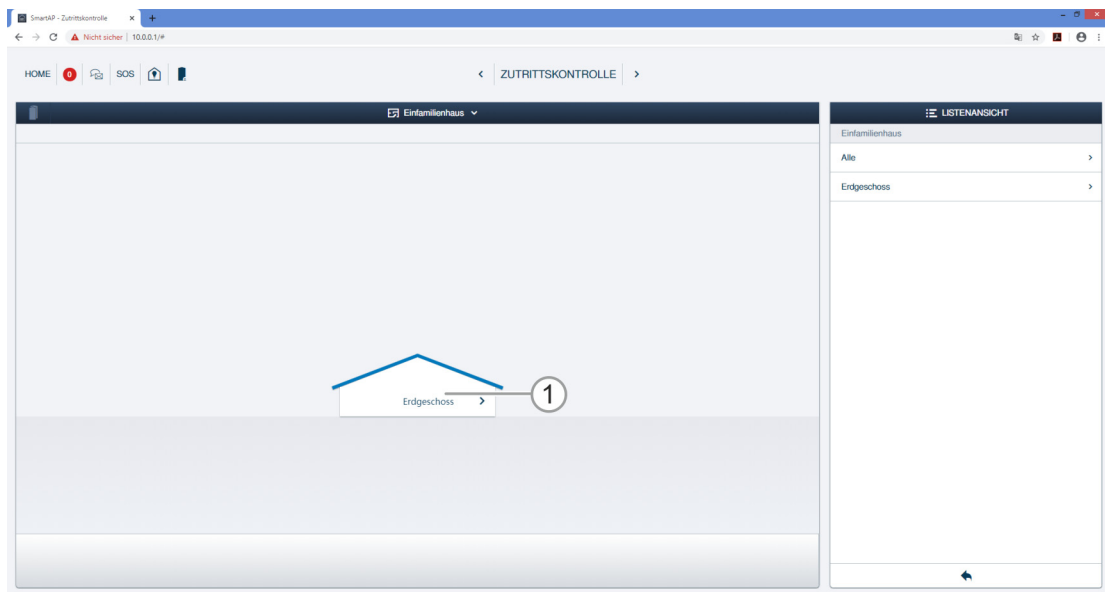 SmartAP - Zutrittskontrolle
Nicht sicher | 10.0.0.1/#
HOME 0 SOS
ZUTRITTSKONTROLLE
Einfamilienhaus
LISTENANSICHT
Einfamilienhaus
Alle
Erdgeschoss
Erdgeschoss
1